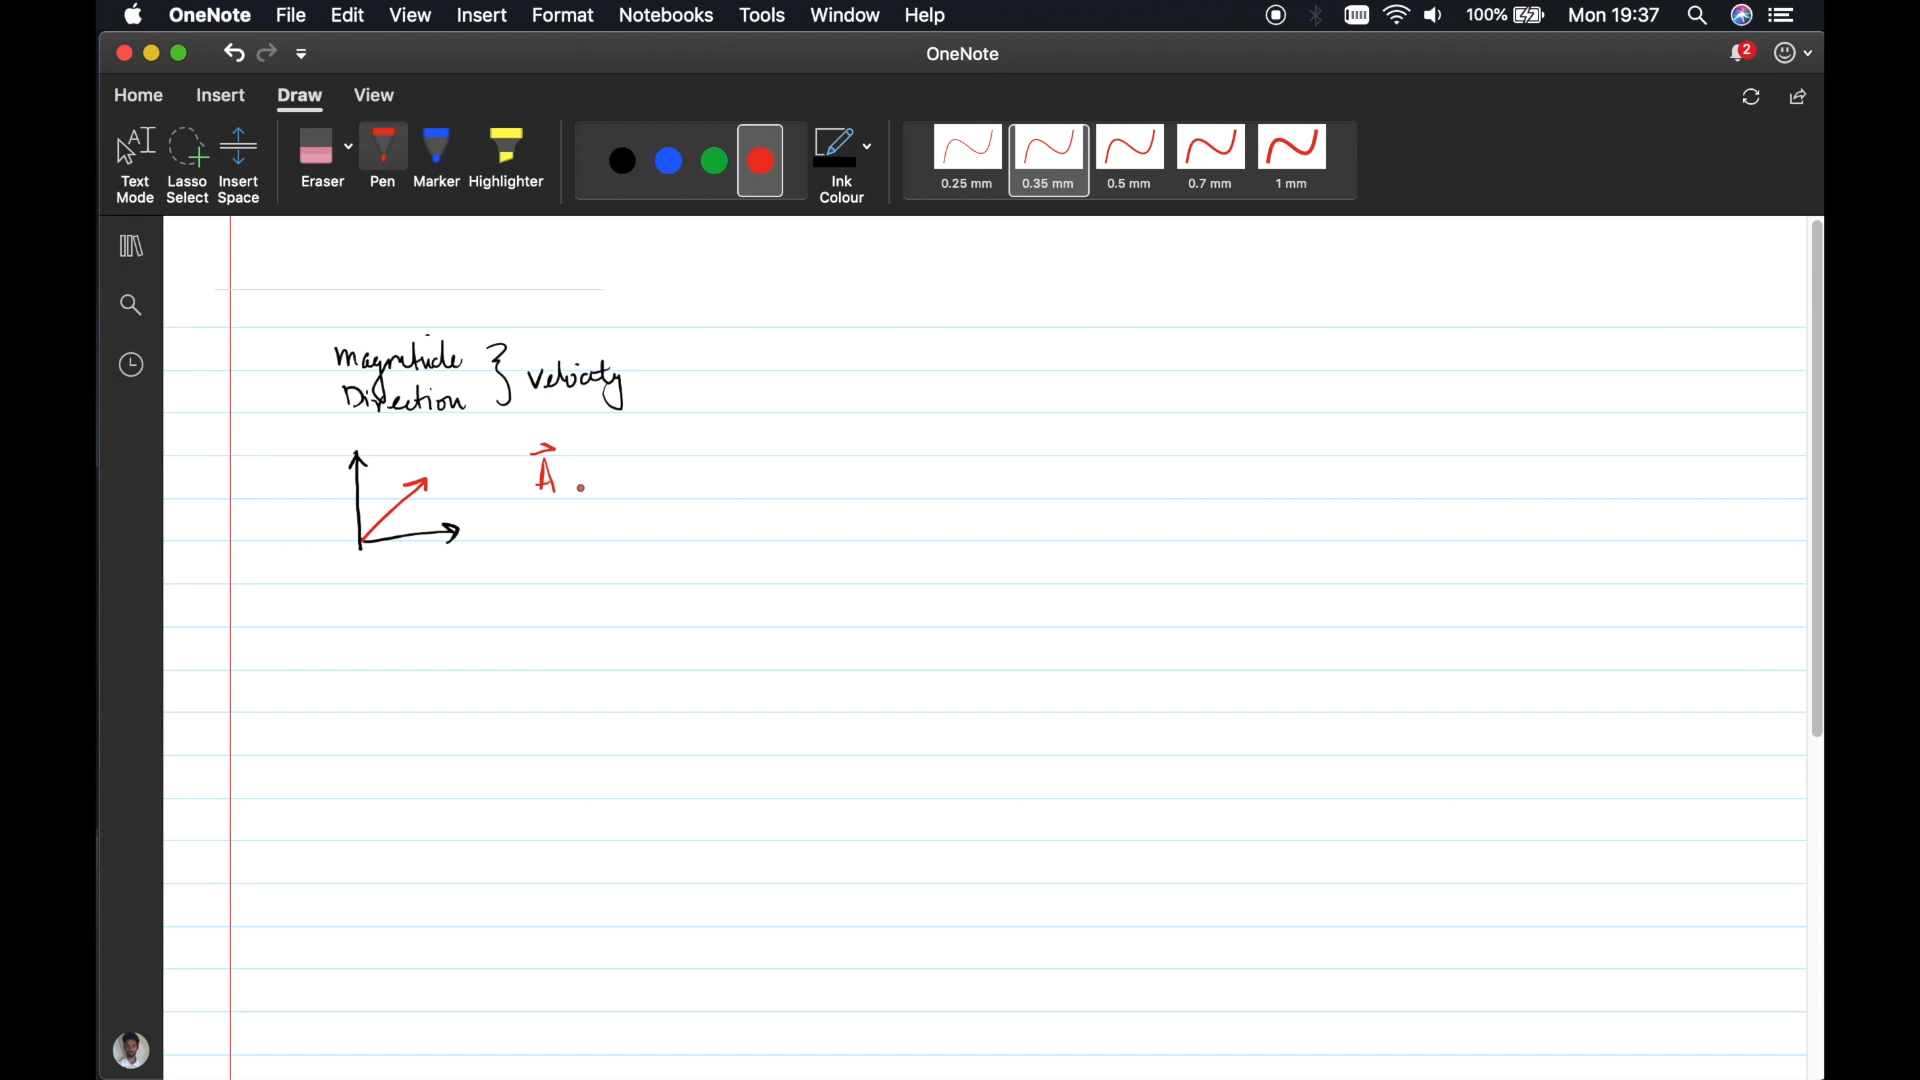 OneNote File Edit View Insert Format Notebooks Tools Window Help 100% Mon 19:37
OneNote 2
Home Insert Draw View
AI
Text Mode
Lasso Select
Insert Space
Eraser
Pen
Marker
Highlighter
Ink Colour
0.25 mm
0.35 mm
0.5 mm
0.7 mm
1 mm
Magnitude
Direction
} Velocity
A⃗